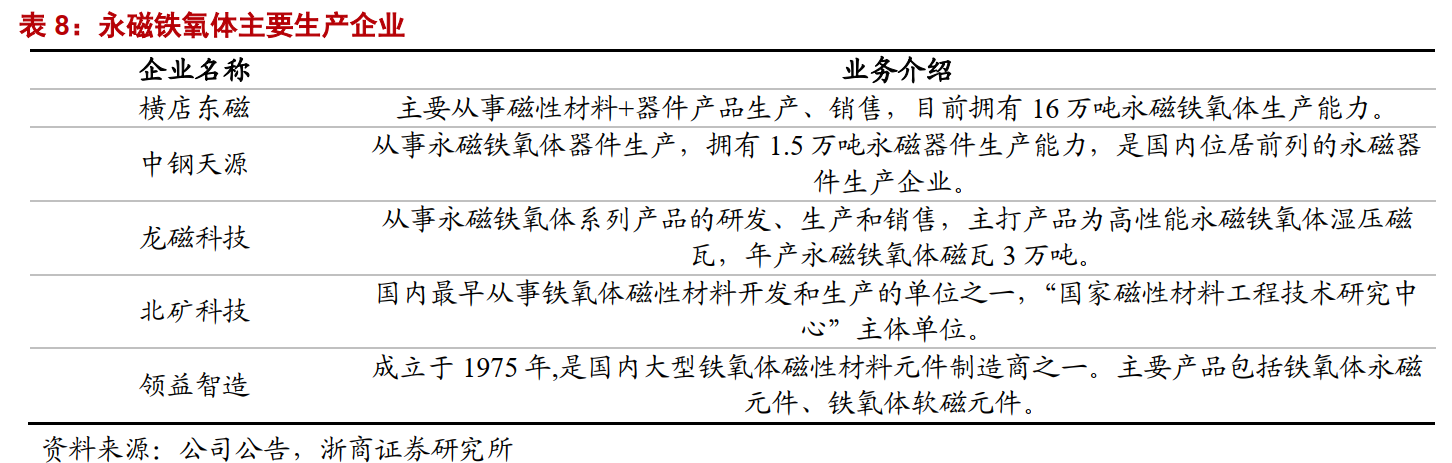 表 8：永磁铁氧体主要生产企业
企业名称 业务介绍
横店东磁 主要从事磁性材料+器件产品生产、销售，目前拥有 16 万吨永磁铁氧体生产能力。
中钢天源 从事永磁铁氧体器件生产，拥有 1.5 万吨永磁器件生产能力，是国内位居前列的永磁器
件生产企业。
龙磁科技 从事永磁铁氧体系列产品的研发、生产和销售，主打产品为高性能永磁铁氧体湿压磁
瓦，年产永磁铁氧体磁瓦 3 万吨。
北矿科技 国内最早从事铁氧体磁性材料开发和生产的单位之一，“国家磁性材料工程技术研究中
心”主体单位。
领益智造 成立于 1975 年,是国内大型铁氧体磁性材料元件制造商之一。主要产品包括铁氧体永磁
元件、铁氧体软磁元件。
资料来源：公司公告，浙商证券研究所